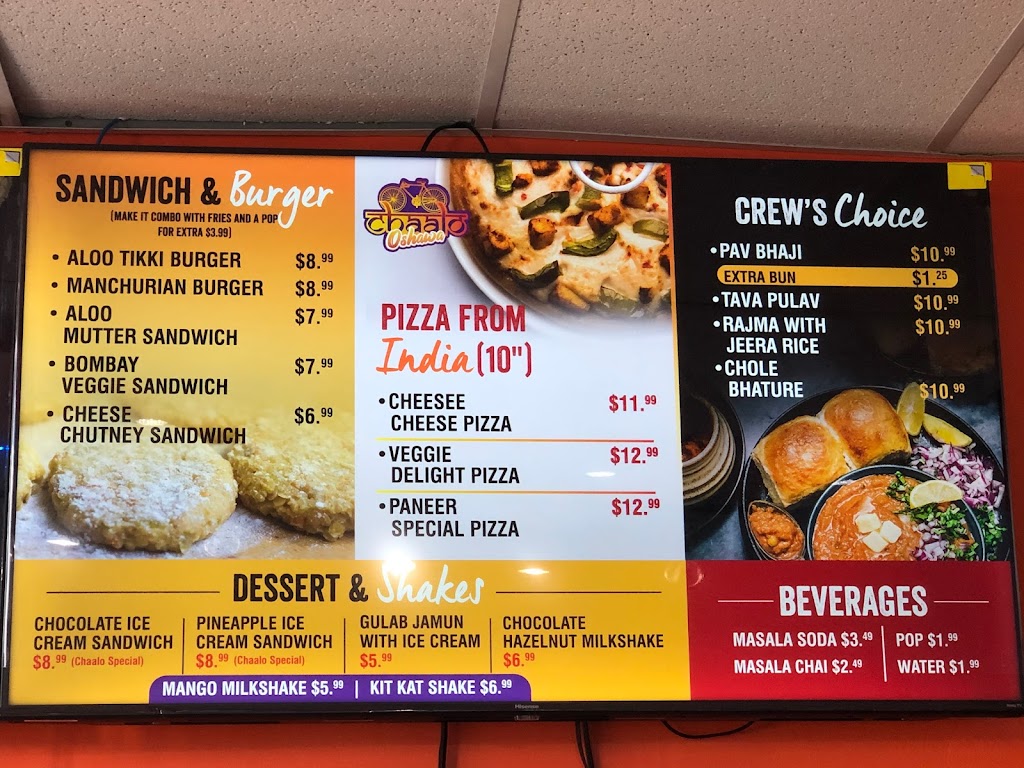 SANDWICH & Burger
(MAKE IT COMBO WITH FRIES AND A POP
FOR EXTRA $3.99)
• ALOO TIKKI BURGER $8.99
• MANCHURIAN BURGER $8.99
• ALOO $7.99
MUTTER SANDWICH
• BOMBAY $7.99
VEGGIE SANDWICH
• CHEESE $6.99
CHUTNEY SANDWICH
chaalo
Oshawa
PIZZA FROM
India (10")
• CHEESEE $11.99
CHEESE PIZZA
• VEGGIE $12.99
DELIGHT PIZZA
• PANEER $12.99
SPECIAL PIZZA
CREW'S Choice
• PAV BHAJI $10.99
EXTRA BUN $1.25
• TAVA PULAV $10.99
• RAJMA WITH $10.99
JEERA RICE
• CHOLE
BHATURE $10.99
DESSERT & Shakes
CHOCOLATE ICE
CREAM SANDWICH
$8.99 (Chaalo Special)
PINEAPPLE ICE
CREAM SANDWICH
$8.99 (Chaalo Special)
GULAB JAMUN
WITH ICE CREAM
$5.99
CHOCOLATE
HAZELNUT MILKSHAKE
$6.99
MANGO MILKSHAKE $5.99 | KIT KAT SHAKE $6.99
BEVERAGES
MASALA SODA $3.49
MASALA CHAI $2.49
POP $1.99
WATER $1.99
Hisense